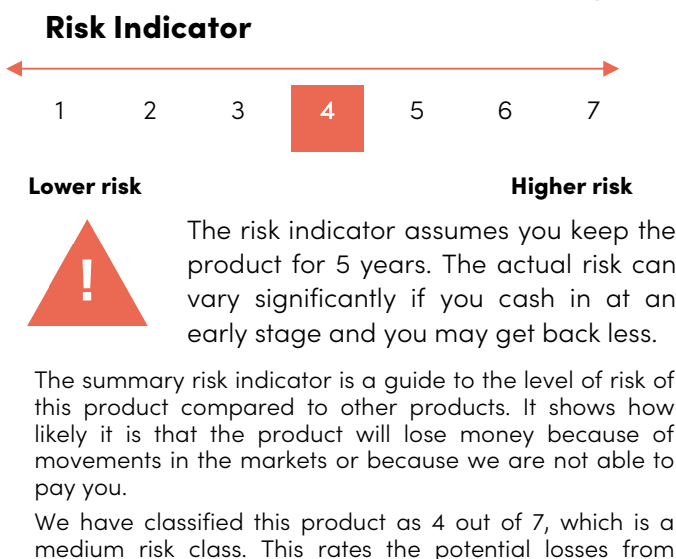 Risk Indicator
1 2 3 4 5 6 7
Lower risk Higher risk
!
The risk indicator assumes you keep the
product for 5 years. The actual risk can
vary significantly if you cash in at an
early stage and you may get back less.
The summary risk indicator is a guide to the level of risk of
this product compared to other products. It shows how
likely it is that the product will lose money because of
movements in the markets or because we are not able to
pay you.
We have classified this product as 4 out of 7, which is a
medium risk class. This rates the potential losses from